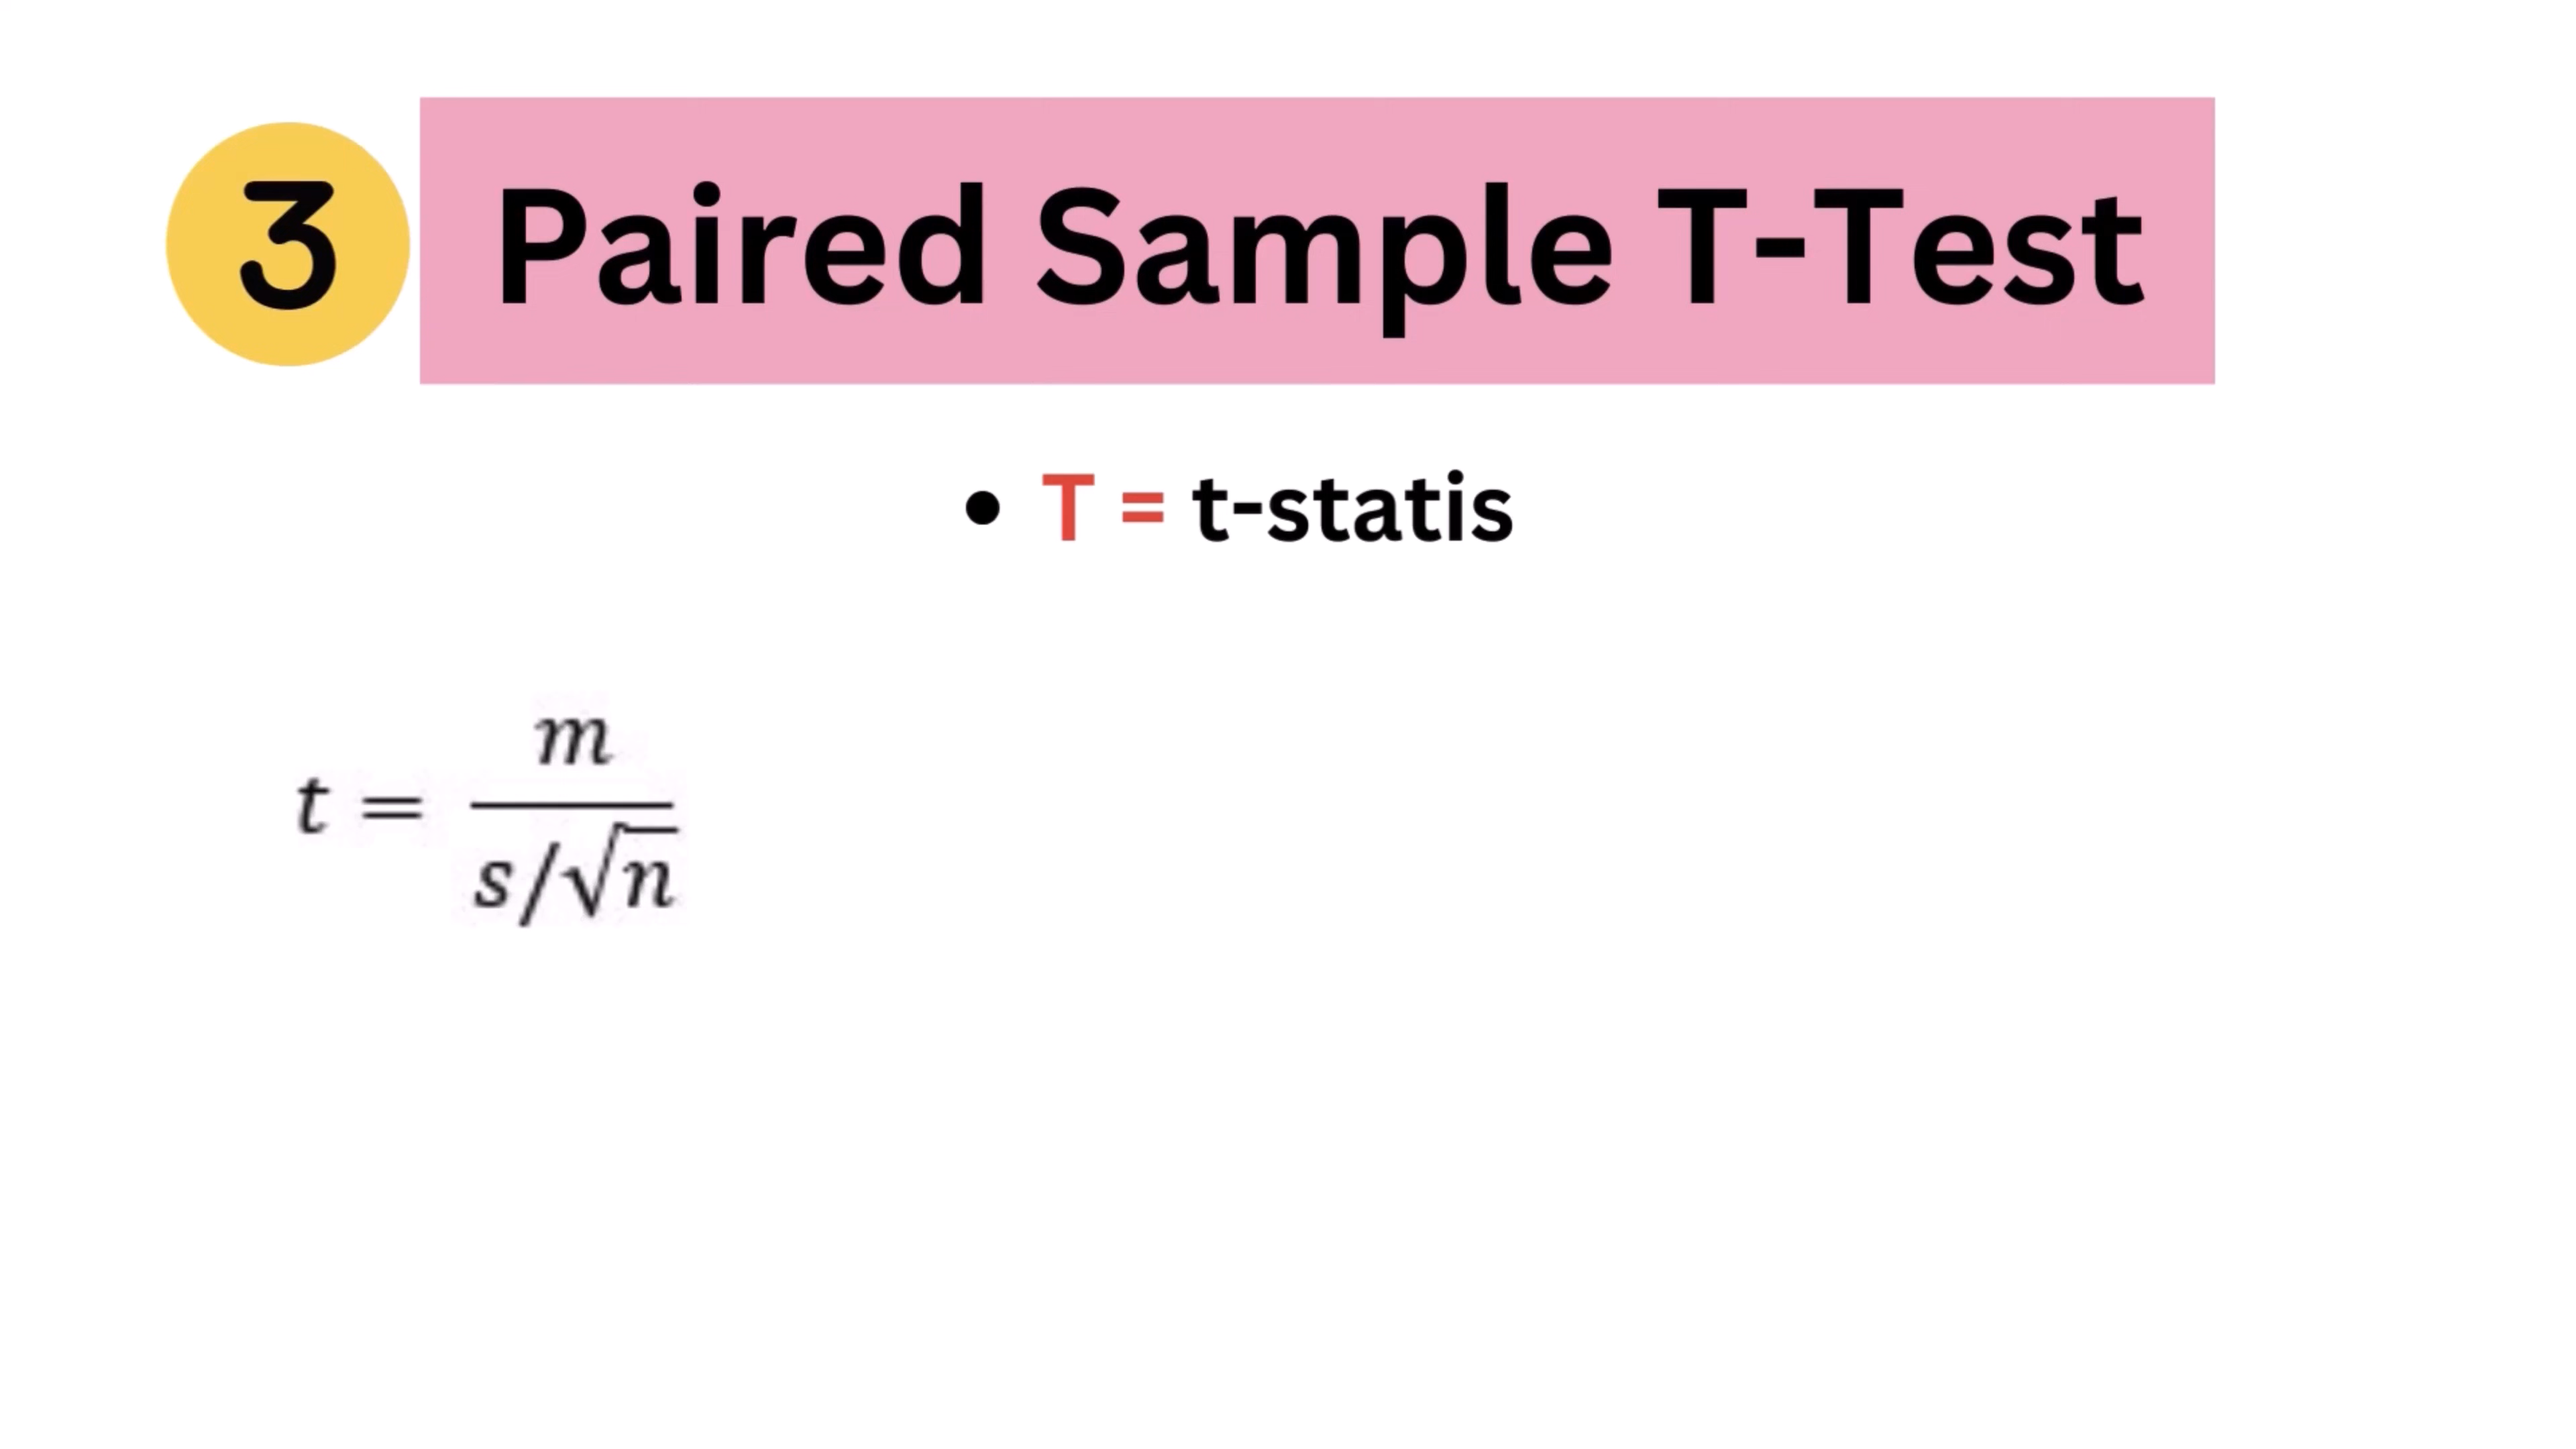 3 Paired Sample T-Test
• T = t-statis
t = m / s/√n